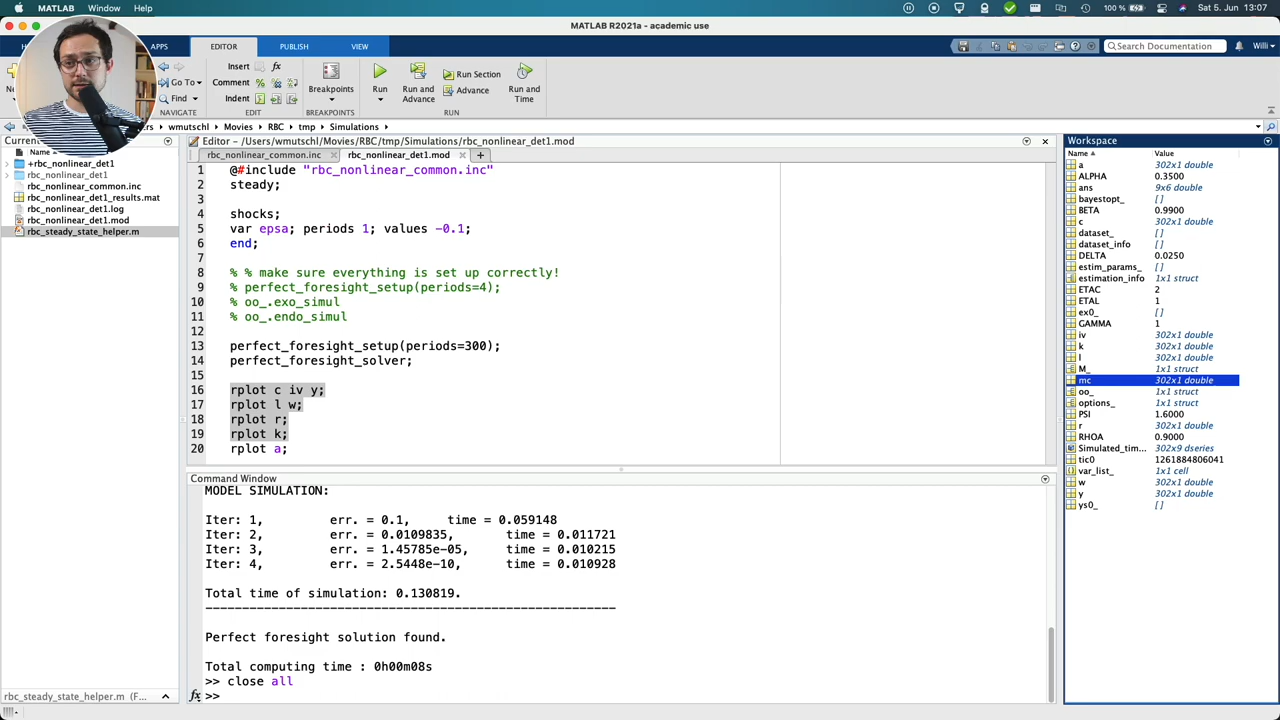 MATLAB Window Help
100 % Sat 5. Jun 13:07
MATLAB R2021a - academic use
APPS EDITOR PUBLISH VIEW
Search Documentation
Willi
Insert fx
Go To Comment %
Find Indent
Breakpoints
Run
Run and
Advance
Run Section
Advance
Run and
Time
NAVIGATE EDIT BREAKPOINTS RUN
wmutschl Movies RBC tmp Simulations
Editor - /Users/wmutschl/Movies/RBC/tmp/Simulations/rbc_nonlinear_det1.mod
rbc_nonlinear_common.inc rbc_nonlinear_det1.mod
Name
+rbc_nonlinear_det1
rbc_nonlinear_det1
rbc_nonlinear_common.inc
rbc_nonlinear_det1_results.mat
rbc_nonlinear_det1.log
rbc_nonlinear_det1.mod
rbc_steady_state_helper.m
rbc_steady_state_helper.m (F...
1 @#include "rbc_nonlinear_common.inc"
2 steady;
3
4 shocks;
5 var epsa; periods 1; values -0.1;
6 end;
7
8 % % make sure everything is set up correctly!
9 % perfect_foresight_setup(periods=4);
10 % oo_.exo_simul
11 % oo_.endo_simul
12
13 perfect_foresight_setup(periods=300);
14 perfect_foresight_solver;
15
16 rplot c iv y;
17 rplot l w;
18 rplot r;
19 rplot k;
20 rplot a;
Command Window
MODEL SIMULATION:
Iter: 1, err. = 0.1, time = 0.059148
Iter: 2, err. = 0.0109835, time = 0.011721
Iter: 3, err. = 1.45785e-05, time = 0.010215
Iter: 4, err. = 2.5448e-10, time = 0.010928
Total time of simulation: 0.130819.
--------------------------------------------------------
Perfect foresight solution found.
Total computing time : 0h00m08s
>> close all
fx >>
Workspace
Name Value
a 302x1 double
ALPHA 0.3500
ans 9x6 double
bayestopt_ []
BETA 0.9900
c 302x1 double
dataset_ []
dataset_info []
DELTA 0.0250
estim_params_ []
estimation_info 1x1 struct
ETAC 2
ETAL 1
ex0_ []
GAMMA 1
iv 302x1 double
k 302x1 double
l 302x1 double
M_ 1x1 struct
mc 302x1 double
oo_ 1x1 struct
options_ 1x1 struct
PSI 1.6000
r 302x1 double
RHOA 0.9000
Simulated_tim... 302x9 dseries
tic0 1261884806041
var_list_ 1x1 cell
w 302x1 double
y 302x1 double
ys0_ []